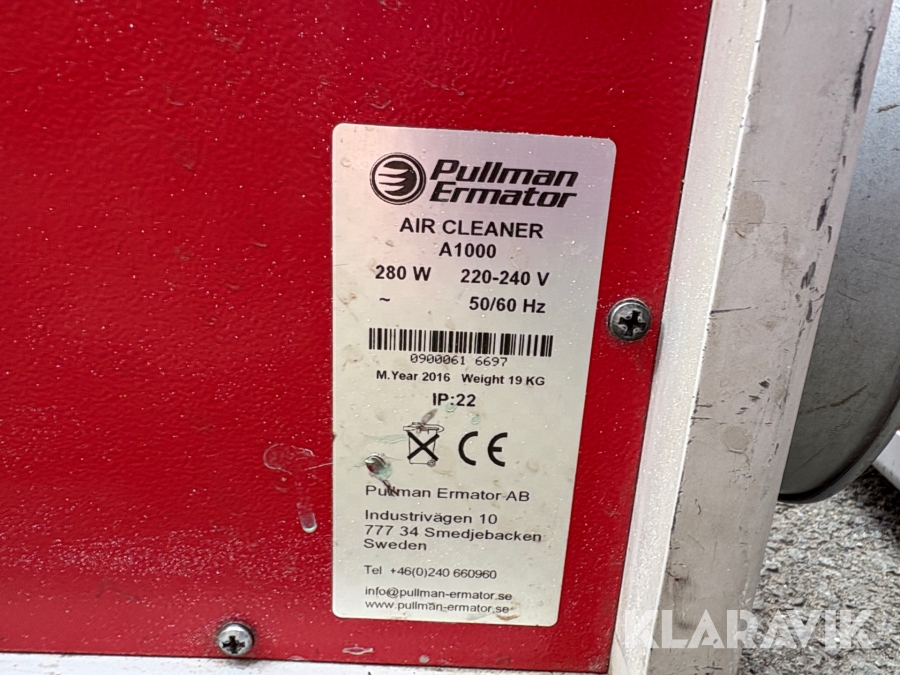 Pullman
Ermator
AIR CLEANER
A1000
280 W 220-240 V
~ 50/60 Hz
0900061 6697
M.Year 2016 Weight 19 KG
IP:22
CE
Pullman Ermator AB
Industrivägen 10
777 34 Smedjebacken
Sweden
Tel +46(0)240 660960
info@pullman-ermator.se
www.pullman-ermator.se
KLARAVIK